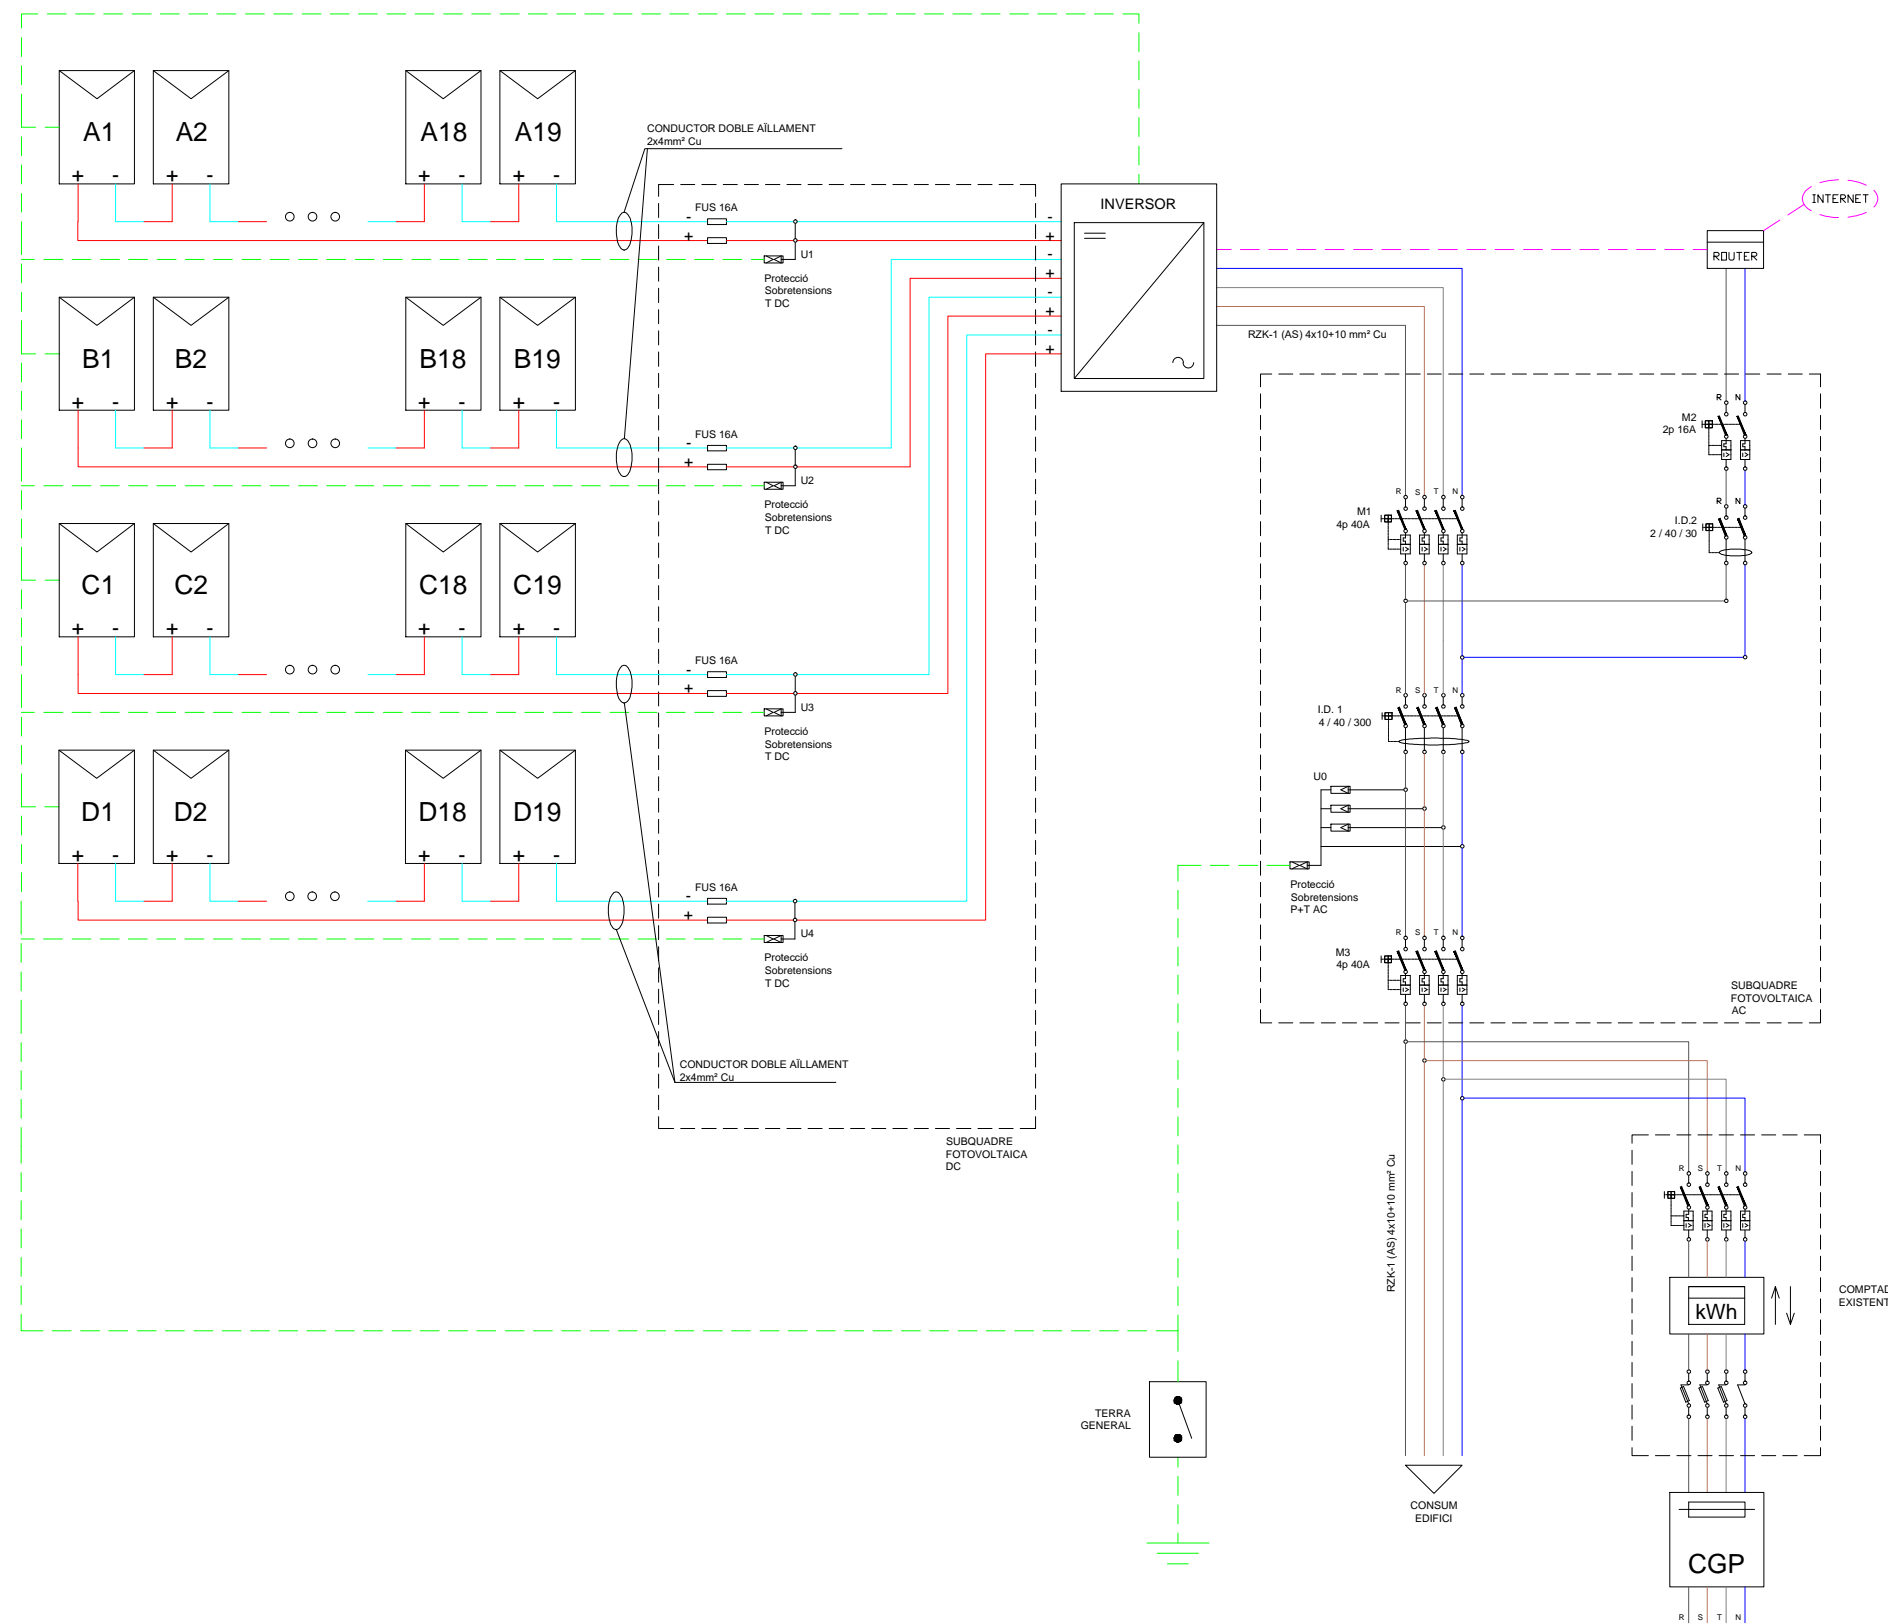 A1
A2
A18
A19
+ - + - + - + -
CONDUCTOR DOBLE AÏLLAMENT
2x4mm² Cu
FUS 16A
-
+
U1
Protecció
Sobretensions
T DC
B1
B2
B18
B19
+ - + - + - + -
FUS 16A
-
+
U2
Protecció
Sobretensions
T DC
C1
C2
C18
C19
+ - + - + - + -
FUS 16A
-
+
U3
Protecció
Sobretensions
T DC
D1
D2
D18
D19
+ - + - + - + -
FUS 16A
-
+
U4
Protecció
Sobretensions
T DC
CONDUCTOR DOBLE AÏLLAMENT
2x4mm² Cu
SUBQUADRE
FOTOVOLTAICA
DC
INVERSOR
-
+
-
+
-
+
-
+
RZK-1 (AS) 4x10+10 mm² Cu
INTERNET
ROUTER
R N
M2
2p 16A
R N
I.D.2
2 / 40 / 30
R S T N
M1
4p 40A
R S T N
I.D. 1
4 / 40 / 300
U0
Protecció
Sobretensions
P+T AC
R S T N
M3
4p 40A
SUBQUADRE
FOTOVOLTAICA
AC
RZK-1 (AS) 4x10+10 mm² Cu
R S T N
kWh
COMPTAD
EXISTENT
TERRA
GENERAL
CONSUM
EDIFICI
CGP
R S T N